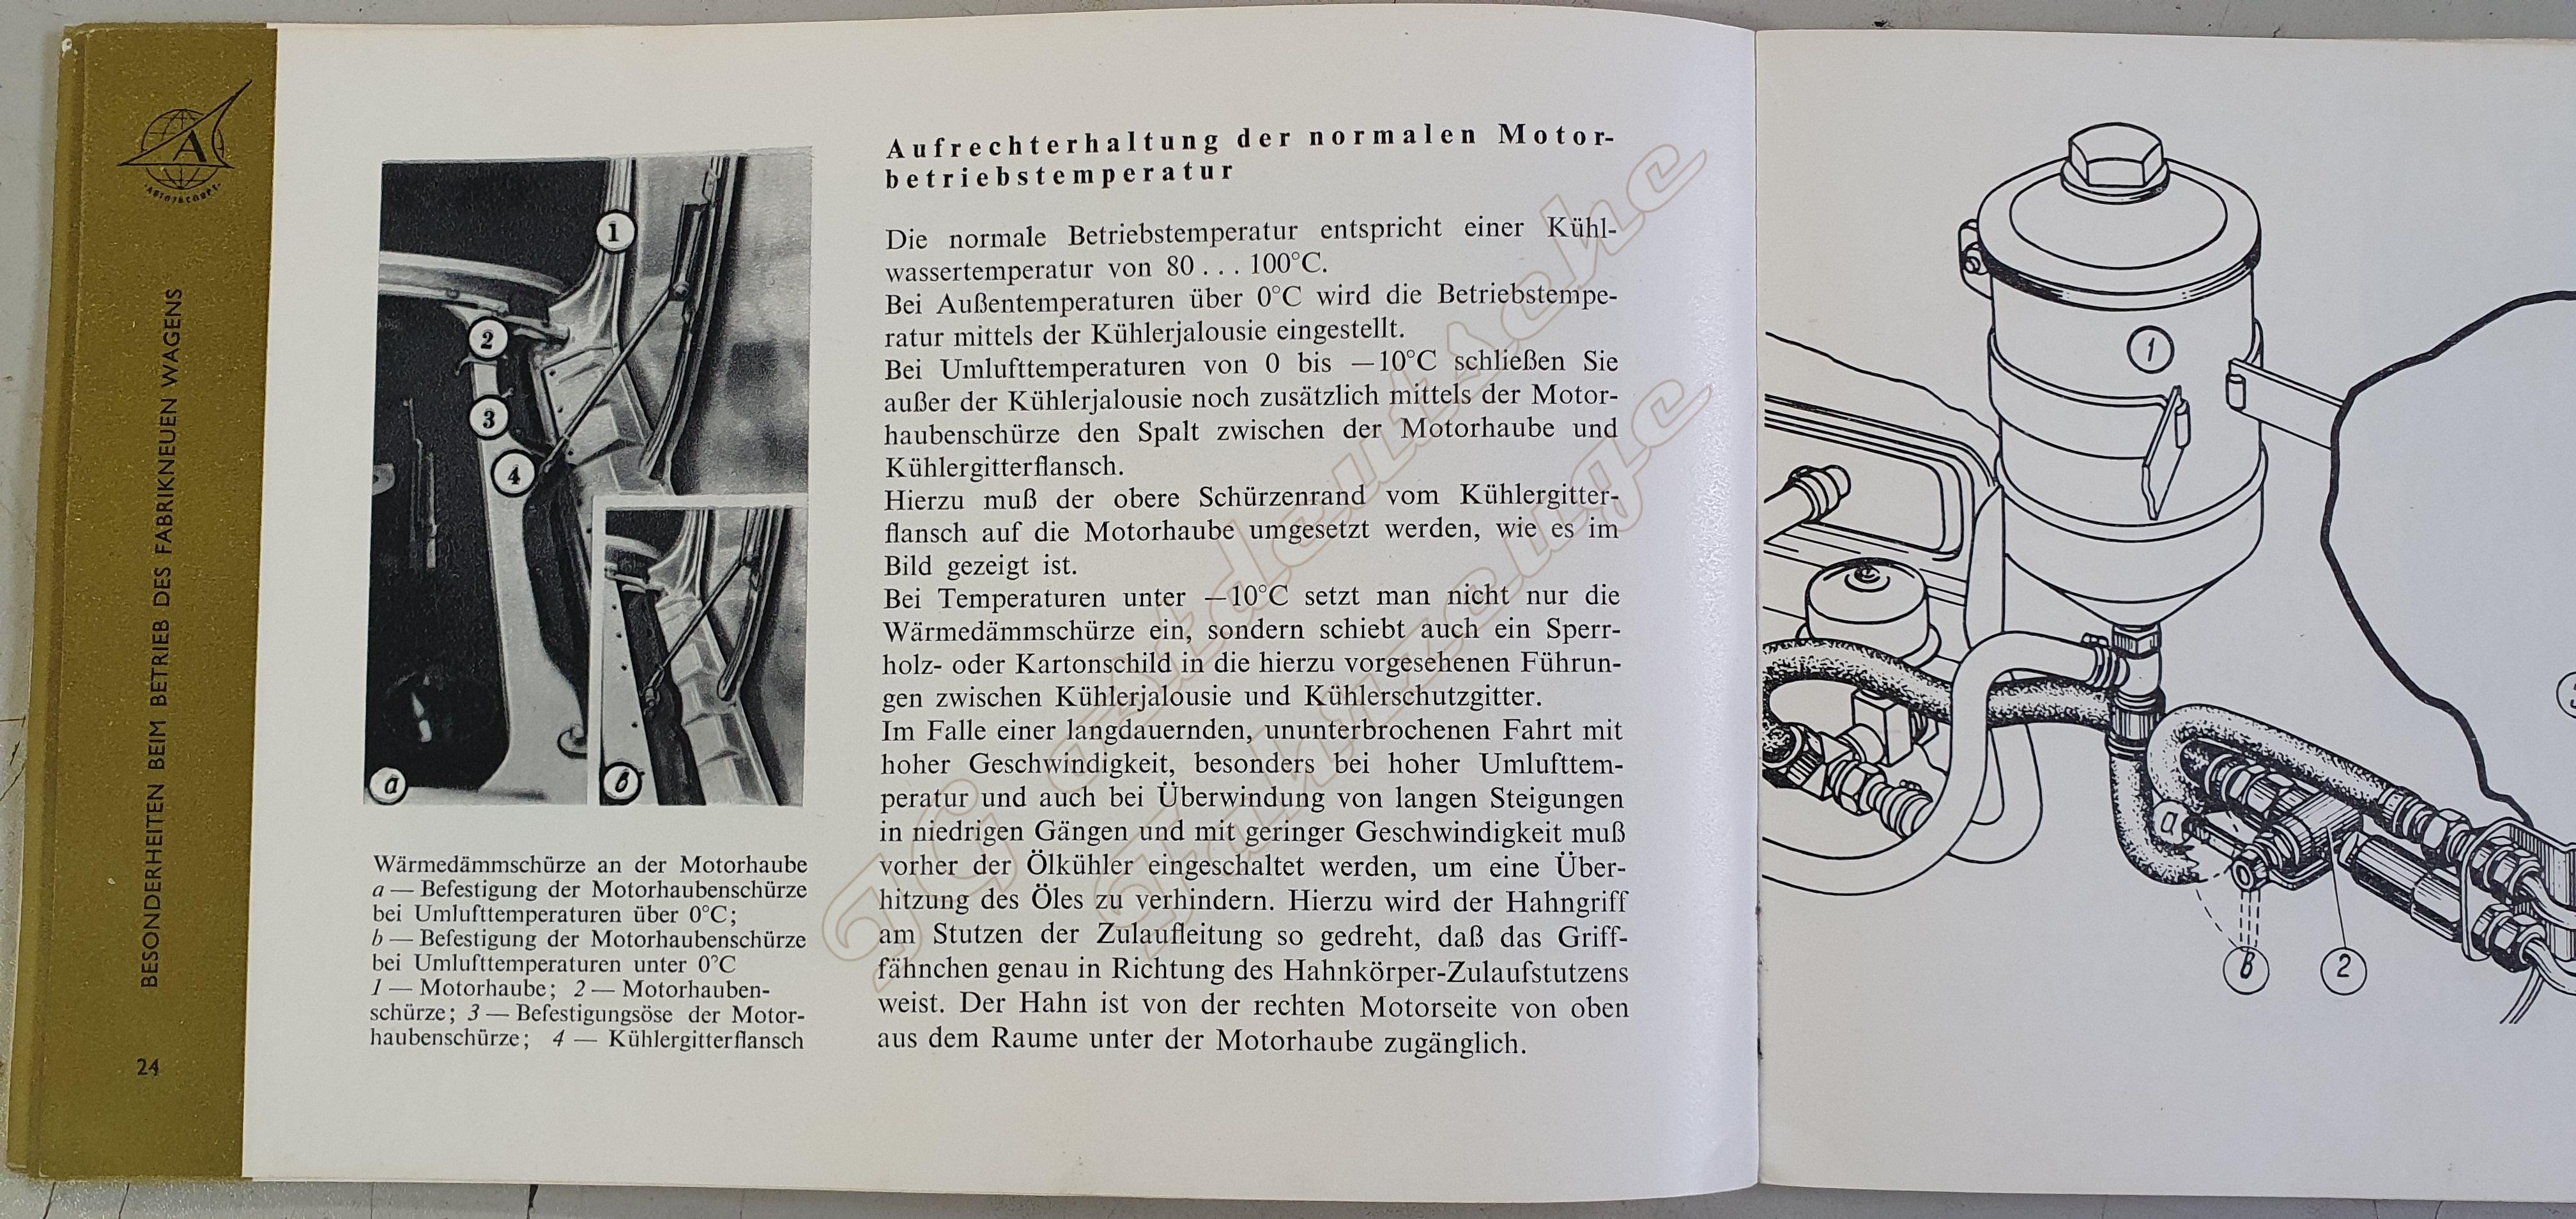 A
АВТОЭКСПОРТ
BESONDERHEITEN BEIM BETRIEB DES FABRIKNEUEN WAGENS
24
1
2
3
4
a
б
Wärmedämmschürze an der Motorhaube
a — Befestigung der Motorhaubenschürze
bei Umlufttemperaturen über 0°C;
b — Befestigung der Motorhaubenschürze
bei Umlufttemperaturen unter 0°C
1 — Motorhaube; 2 — Motorhauben-
schürze; 3 — Befestigungsöse der Motor-
haubenschürze; 4 — Kühlergitterflansch
Aufrechterhaltung der normalen Motor-
betriebstemperatur
Die normale Betriebstemperatur entspricht einer Kühl-
wassertemperatur von 80 . . . 100°C.
Bei Außentemperaturen über 0°C wird die Betriebstempe-
ratur mittels der Kühlerjalousie eingestellt.
Bei Umlufttemperaturen von 0 bis —10°C schließen Sie
außer der Kühlerjalousie noch zusätzlich mittels der Motor-
haubenschürze den Spalt zwischen der Motorhaube und
Kühlergitterflansch.
Hierzu muß der obere Schürzenrand vom Kühlergitter-
flansch auf die Motorhaube umgesetzt werden, wie es im
Bild gezeigt ist.
Bei Temperaturen unter —10°C setzt man nicht nur die
Wärmedämmschürze ein, sondern schiebt auch ein Sperr-
holz- oder Kartonschild in die hierzu vorgesehenen Führun-
gen zwischen Kühlerjalousie und Kühlerschutzgitter.
Im Falle einer langdauernden, ununterbrochenen Fahrt mit
hoher Geschwindigkeit, besonders bei hoher Umlufttem-
peratur und auch bei Überwindung von langen Steigungen
in niedrigen Gängen und mit geringer Geschwindigkeit muß
vorher der Ölkühler eingeschaltet werden, um eine Über-
hitzung des Öles zu verhindern. Hierzu wird der Hahngriff
am Stutzen der Zulaufleitung so gedreht, daß das Griff-
fähnchen genau in Richtung des Hahnkörper-Zulaufstutzens
weist. Der Hahn ist von der rechten Motorseite von oben
aus dem Raume unter der Motorhaube zugänglich.
IG Ostdeutsche
Fahrzeuge
1
a
б
2